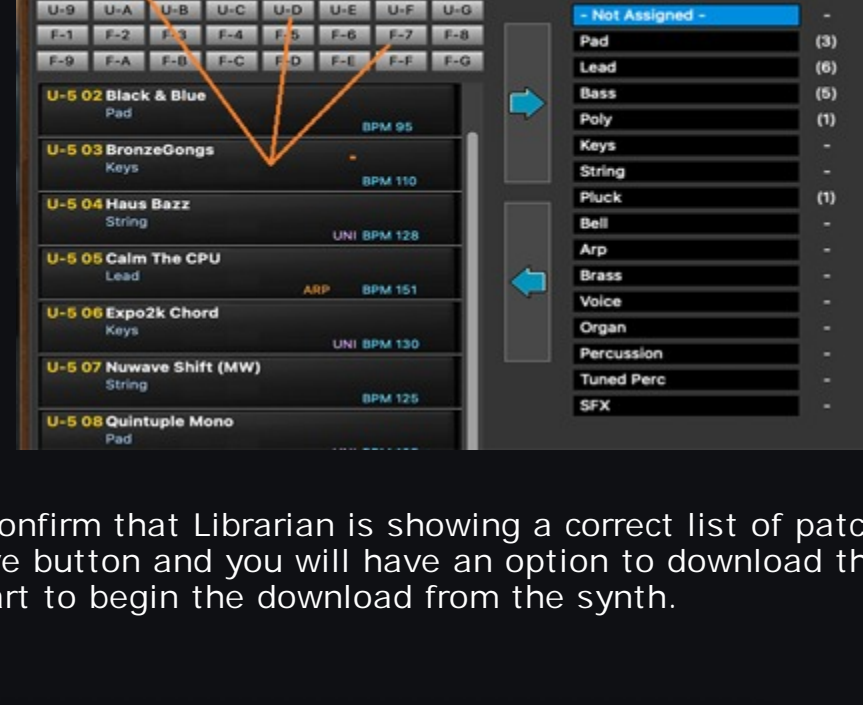 U-9 U-A U-B U-C U-D U-E U-F U-G
F-1 F-2 F-3 F-4 F-5 F-6 F-7 F-8
F-9 F-A F-B F-C F-D F-E F-F F-G
U-5 02 Black & Blue
Pad
BPM 95
U-5 03 BronzeGongs
Keys
BPM 110
U-5 04 Haus Bazz
String
UNI BPM 128
U-5 05 Calm The CPU
Lead
ARP BPM 151
U-5 06 Expo2k Chord
Keys
UNI BPM 130
U-5 07 Nuwave Shift (MW)
String
BPM 125
U-5 08 Quintuple Mono
Pad
- Not Assigned - -
Pad (3)
Lead (6)
Bass (5)
Poly (1)
Keys -
String -
Pluck (1)
Bell -
Arp -
Brass -
Voice -
Organ -
Percussion -
Tuned Perc -
SFX -
onfirm that Librarian is showing a correct list of patc
e button and you will have an option to download th
art to begin the download from the synth.